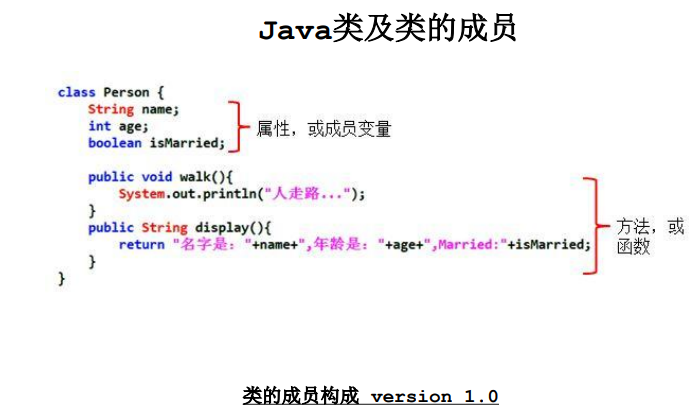 Java类及类的成员
class Person {
String name;
int age;
boolean isMarried;
属性，或成员变量
public void walk(){
System.out.println("人走路...");
}
public String display(){
return "名字是："+name+",年龄是："+age+",Married:"+isMarried;
}
}
方法，或
函数
类的成员构成 version 1.0